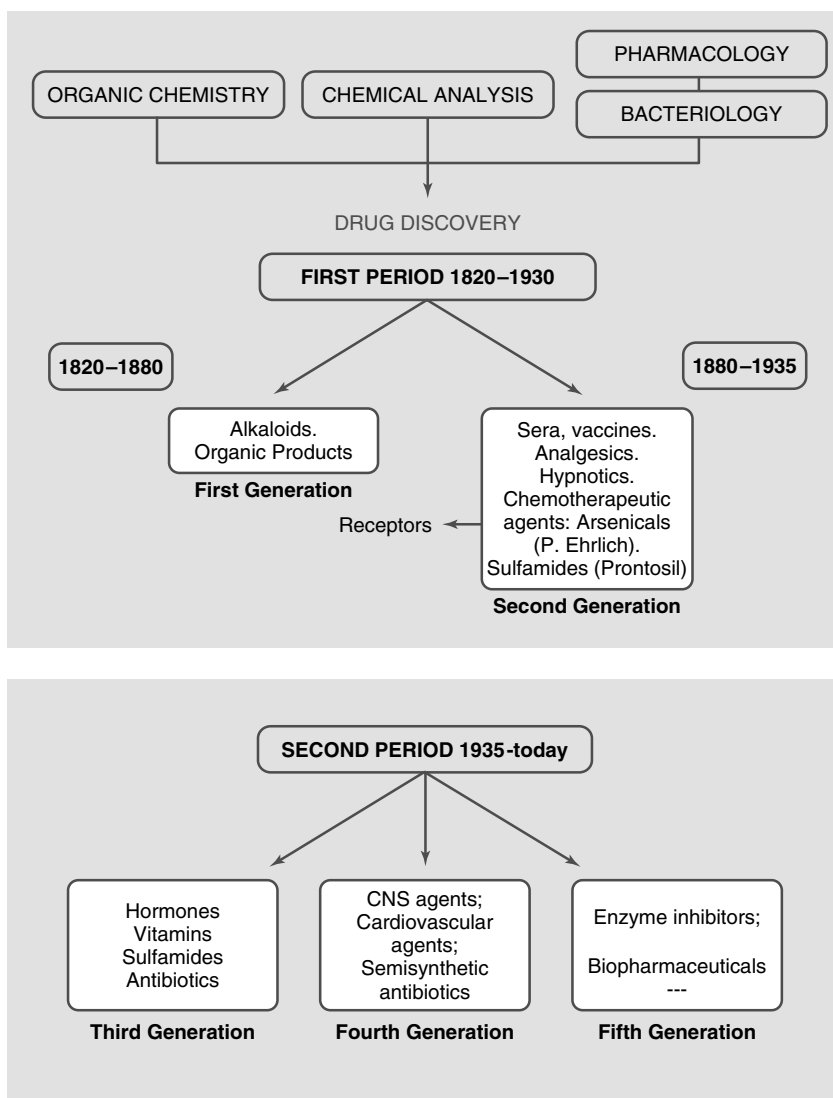 PHARMACOLOGY
ORGANIC CHEMISTRY
CHEMICAL ANALYSIS
BACTERIOLOGY
DRUG DISCOVERY
FIRST PERIOD 1820–1930
1820–1880
1880–1935
Alkaloids.
Organic Products
First Generation
Sera, vaccines.
Analgesics.
Hypnotics.
Chemotherapeutic
agents: Arsenicals
(P. Ehrlich).
Sulfamides (Prontosil)
Receptors
Second Generation
SECOND PERIOD 1935-today
Hormones
Vitamins
Sulfamides
Antibiotics
Third Generation
CNS agents;
Cardiovascular
agents;
Semisynthetic
antibiotics
Fourth Generation
Enzyme inhibitors;
Biopharmaceuticals
---
Fifth Generation